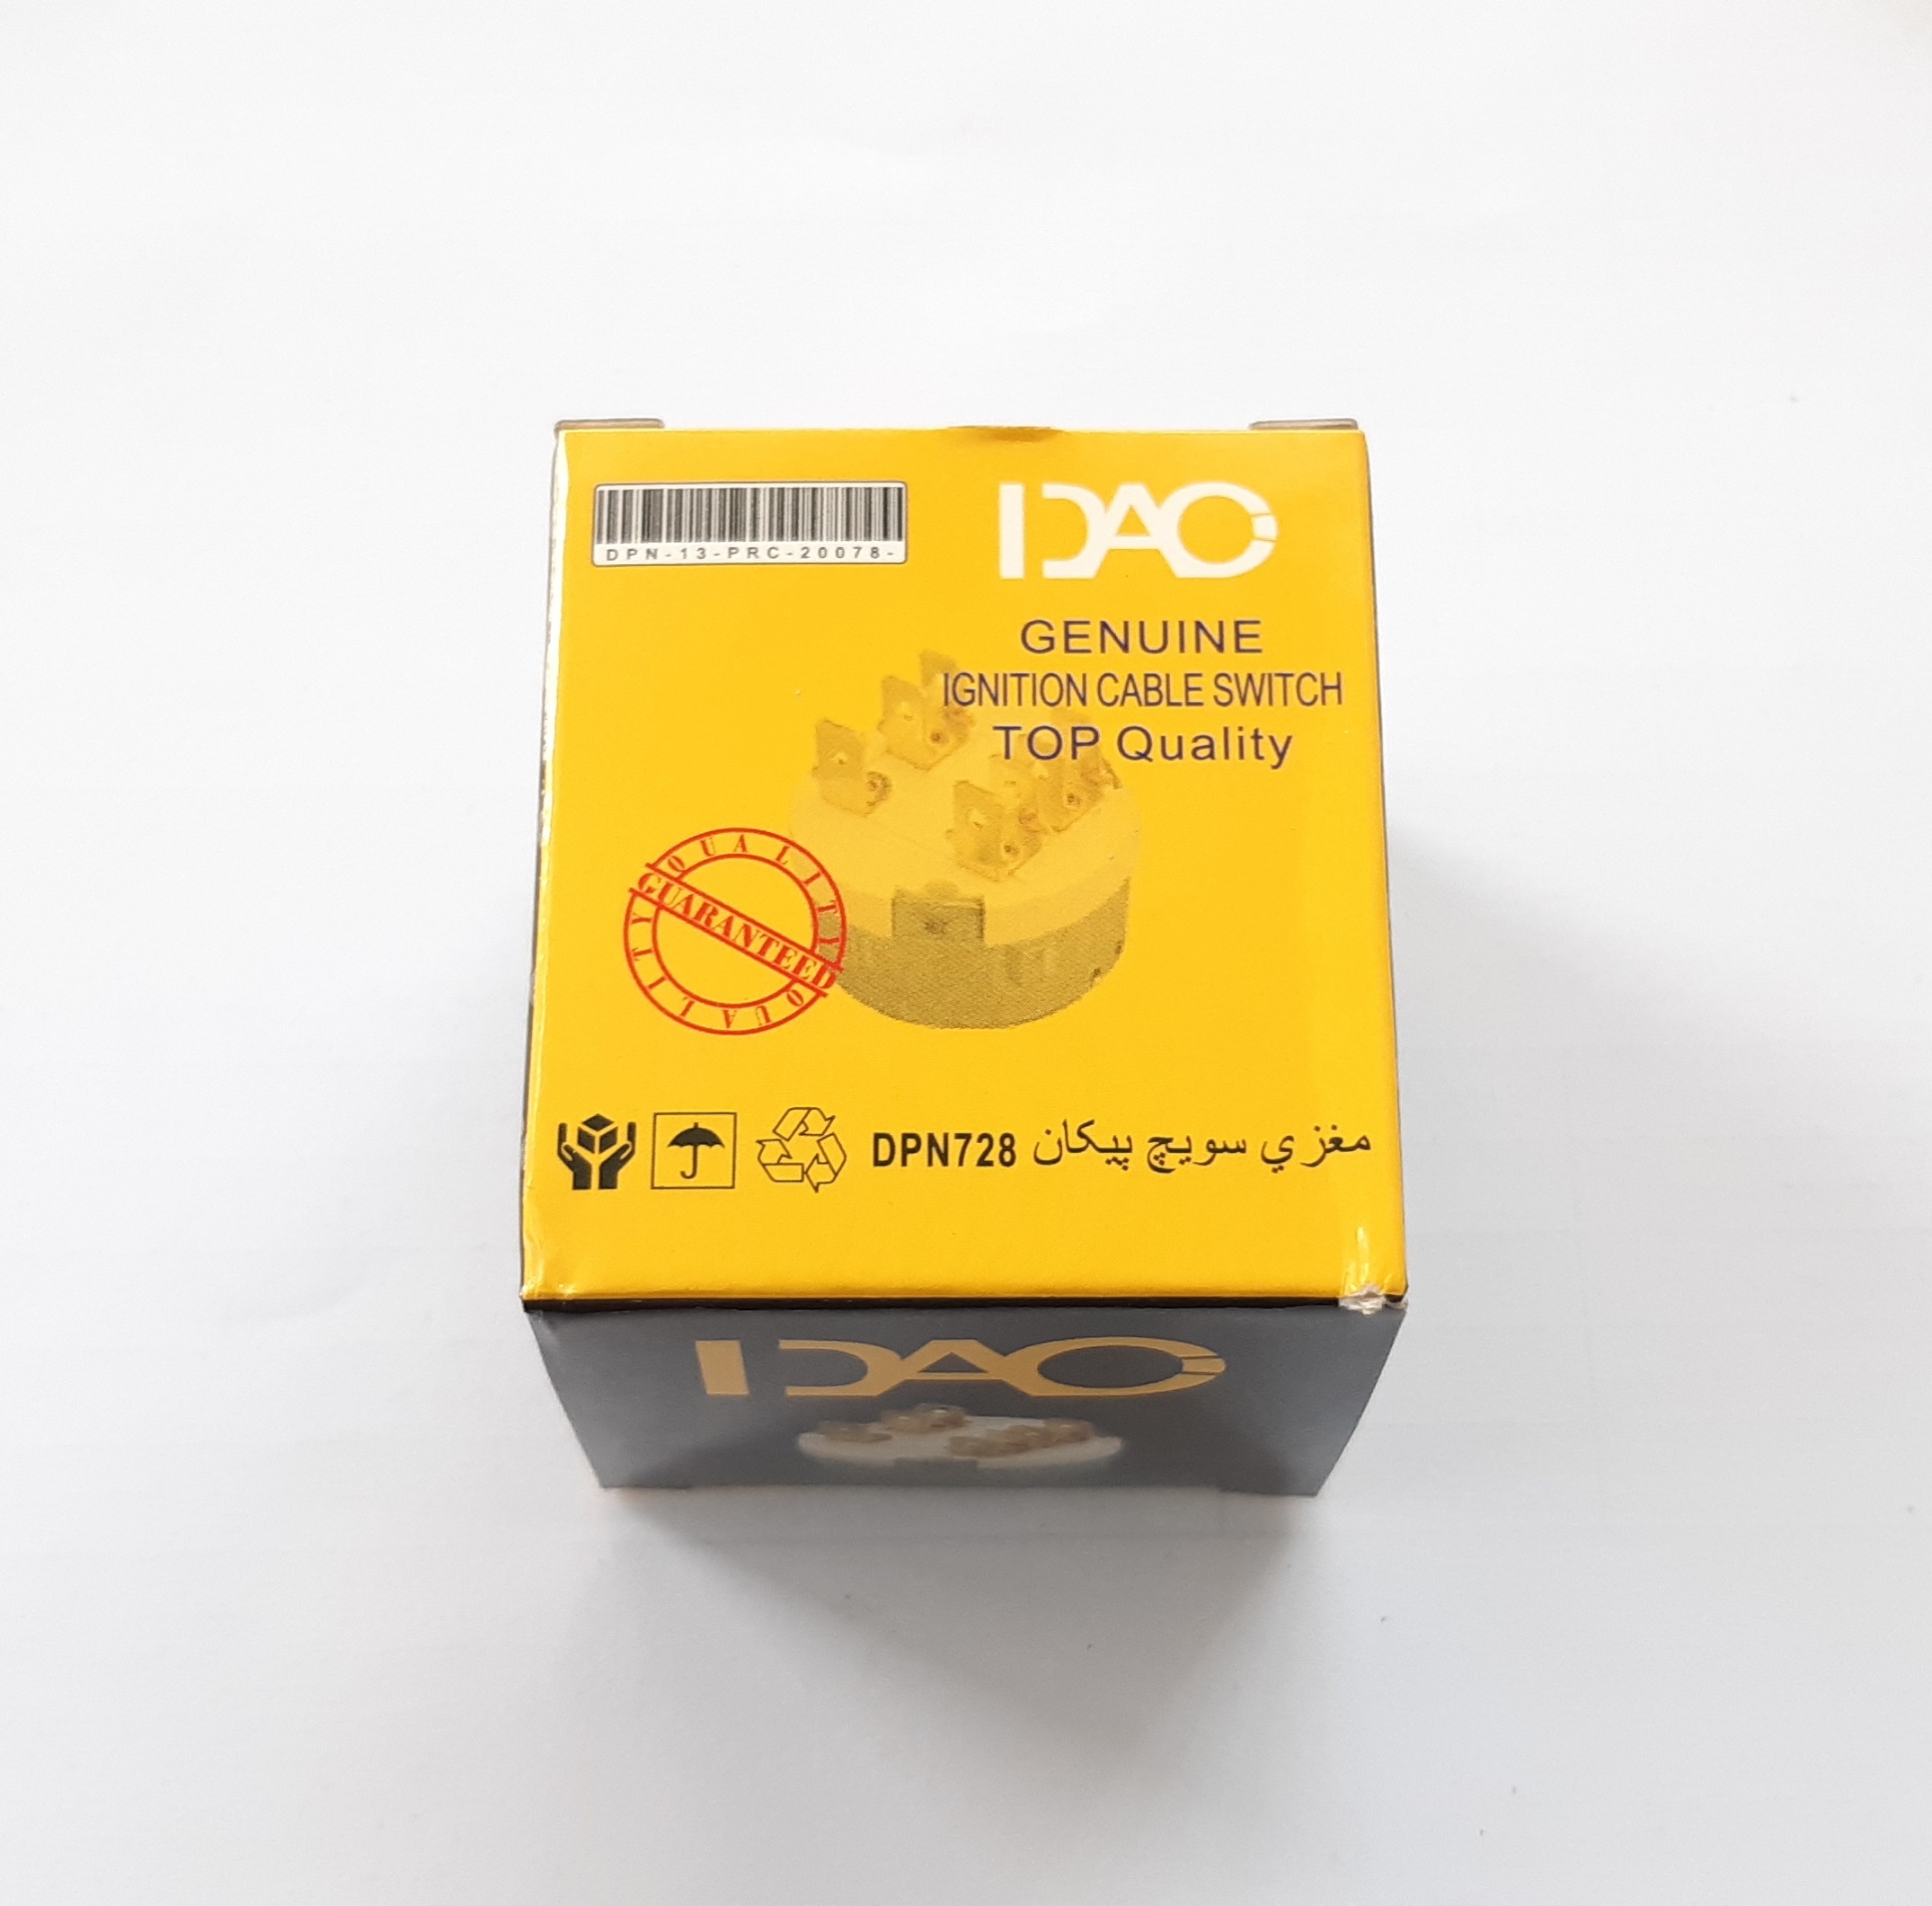 DPN-13-PRC-20078-
IDAO
GENUINE
IGNITION CABLE SWITCH
TOP Quality
QUALITY
GUARANTEED
QUALITY
DPN728 مغزي سويچ پيكان
IDAO